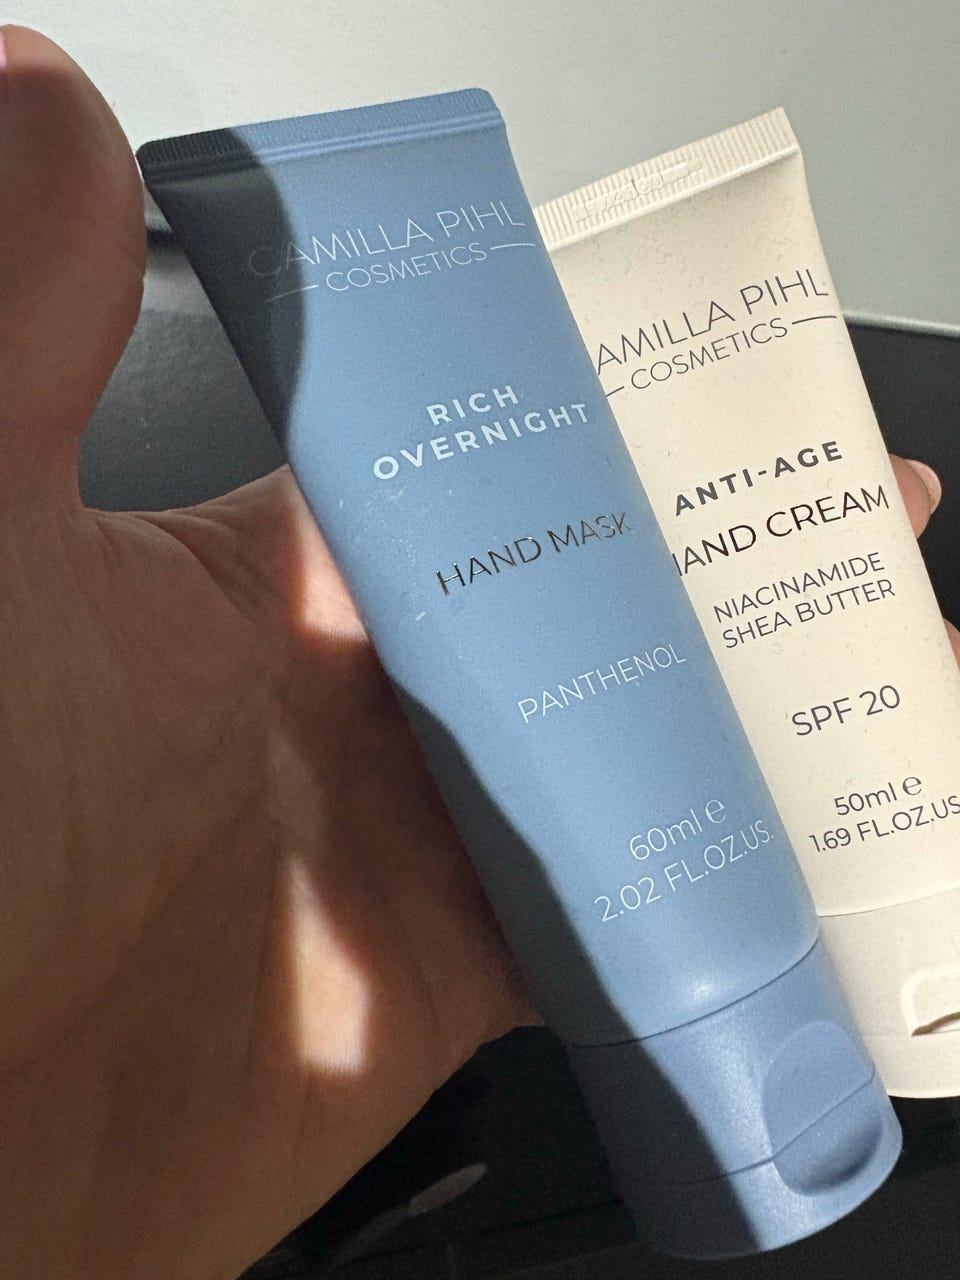 CAMILLA PIHL
COSMETICS
RICH
OVERNIGHT
HAND MASK
PANTHENOL
60ml ℮
2.02 FL.OZ.US.
AMILLA PIHL
COSMETICS
ANTI-AGE
HAND CREAM
NIACINAMIDE
SHEA BUTTER
SPF 20
50ml ℮
1.69 FL.OZ.US